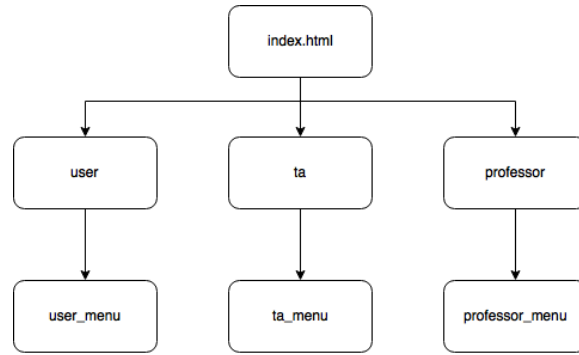 index.html
user
ta
professor
user_menu
ta_menu
professor_menu